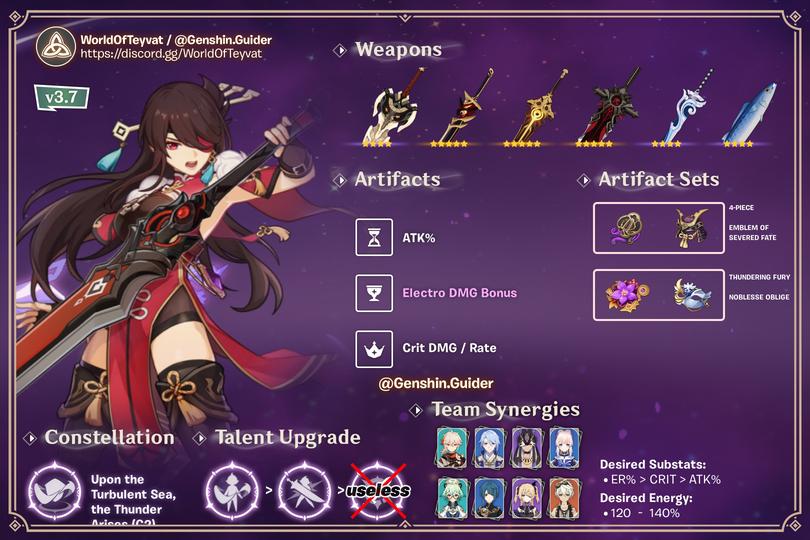 WorldOfTeyvat / @Genshin.Guider
https://discord.gg/WorldOfTeyvat
v3.7
Weapons
Artifacts
ATK%
Electro DMG Bonus
Crit DMG / Rate
@Genshin.Guider
Artifact Sets
4-PIECE
EMBLEM OF
SEVERED FATE
THUNDERING FURY
NOBLESSE OBLIGE
Constellation
Upon the
Turbulent Sea,
the Thunder
Arises (C2)
Talent Upgrade
> >
useless
Team Synergies
Desired Substats:
• ER% > CRIT > ATK%
Desired Energy:
• 120 - 140%